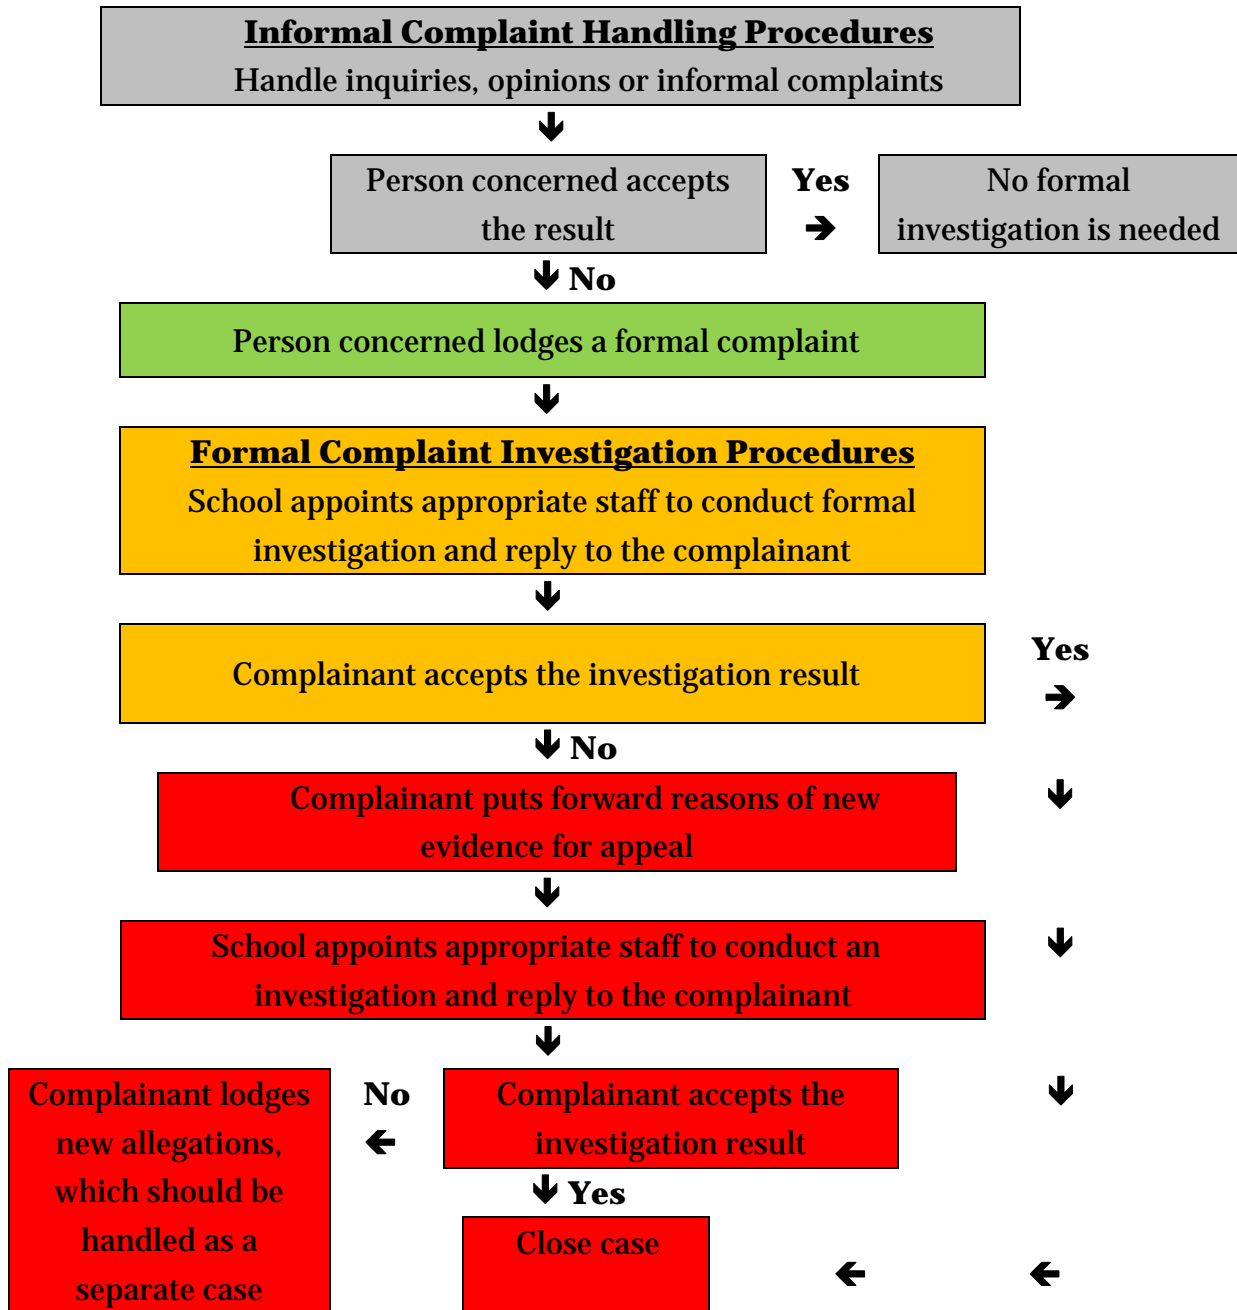 Informal Complaint Handling Procedures
Handle inquiries, opinions or informal complaints
Person concerned accepts
the result
Yes
No formal
investigation is needed
No
Person concerned lodges a formal complaint
Formal Complaint Investigation Procedures
School appoints appropriate staff to conduct formal
investigation and reply to the complainant
Complainant accepts the investigation result
Yes
No
Complainant puts forward reasons of new
evidence for appeal
School appoints appropriate staff to conduct an
investigation and reply to the complainant
Complainant lodges
new allegations,
which should be
handled as a
separate case
No
Complainant accepts the
investigation result
Yes
Close case